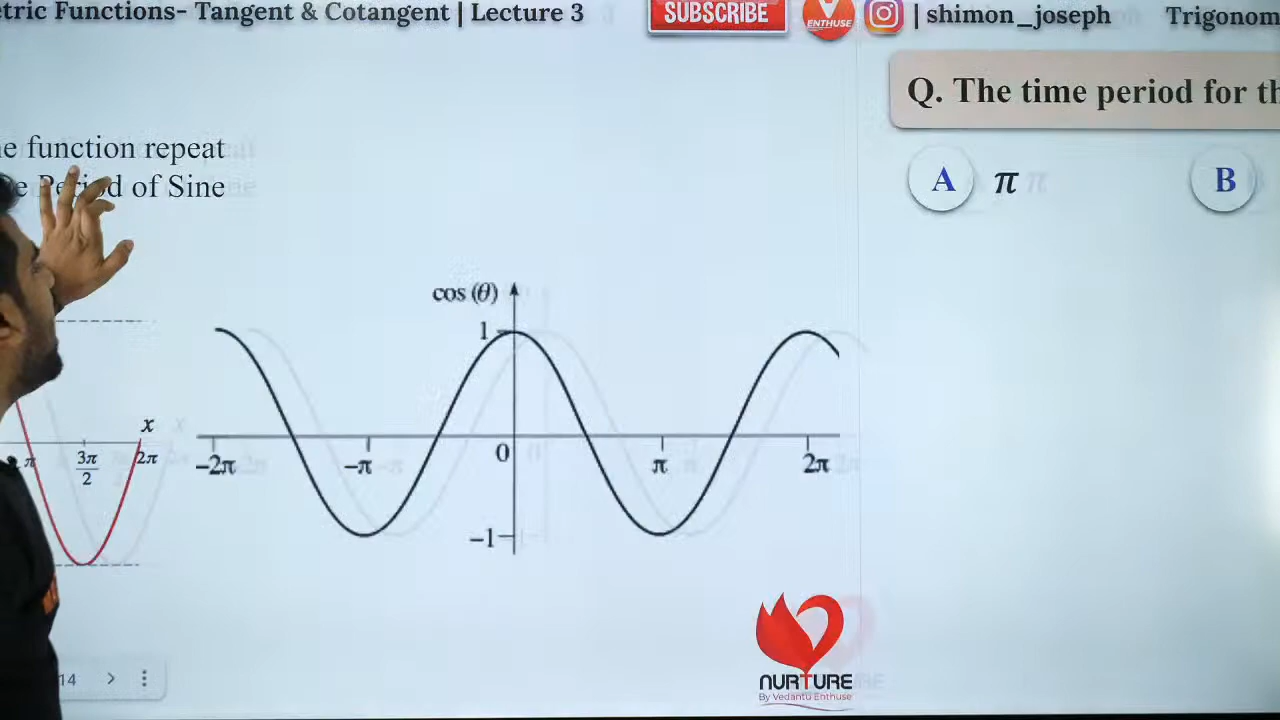 tric Functions- Tangent & Cotangent | Lecture 3
SUBSCRIBE
ENTHUSE
| shimon_joseph
Trigonom
Q. The time period for th
e function repeat
e Period of Sine
A π
B
cos (θ)
1
x
π 3π/2 2π
-2π -π 0 π 2π
-1
14
NURTURE
By Vedantu Enthuse